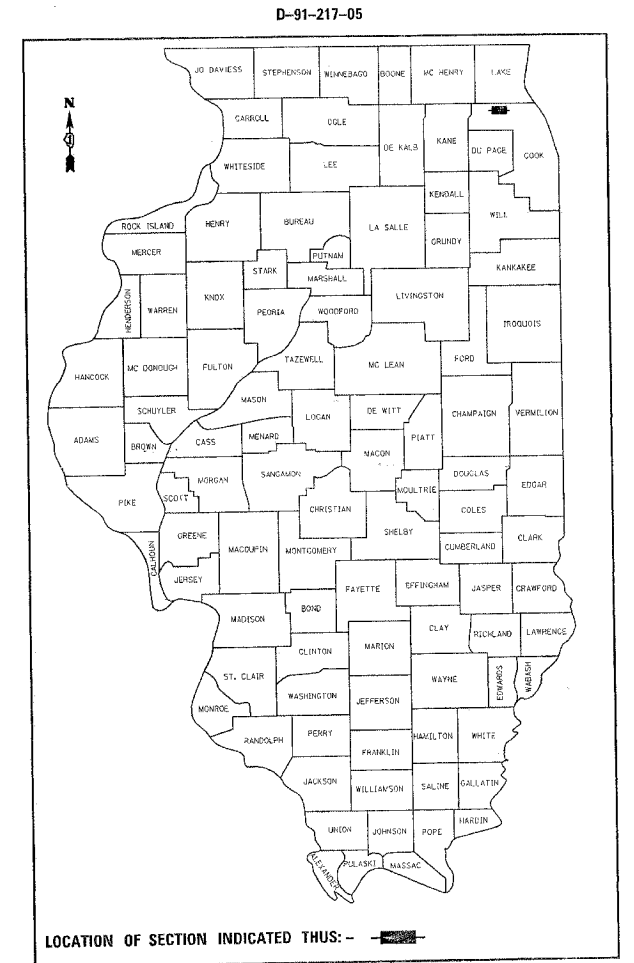 D-91-217-05
JO DAVIESS
STEPHENSON
WINNEBAGO
BOONE
MC HENRY
LAKE
N
CARROLL
OGLE
DE KALB
KANE
DU PAGE
COOK
WHITESIDE
LEE
KENDALL
WILL
ROCK ISLAND
HENRY
BUREAU
LA SALLE
GRUNDY
MERCER
PUTNAM
STARK
MARSHALL
KANKAKEE
HENDERSON
WARREN
KNOX
PEORIA
WOODFORD
LIVINGSTON
IROQUOIS
HANCOCK
MC DONOUGH
FULTON
TAZEWELL
MC LEAN
FORD
MASON
SCHUYLER
LOGAN
DE WITT
CHAMPAIGN
VERMILION
ADAMS
BROWN
CASS
MENARD
MACON
PIATT
DOUGLAS
EDGAR
PIKE
SCOTT
MORGAN
SANGAMON
CHRISTIAN
MOULTRIE
COLES
SHELBY
CALHOUN
GREENE
MACOUPIN
MONTGOMERY
CUMBERLAND
CLARK
JERSEY
FAYETTE
EFFINGHAM
JASPER
CRAWFORD
MADISON
BOND
CLAY
RICHLAND
LAWRENCE
CLINTON
MARION
ST. CLAIR
WAYNE
EDWARDS
WABASH
WASHINGTON
JEFFERSON
MONROE
RANDOLPH
PERRY
HAMILTON
WHITE
FRANKLIN
JACKSON
WILLIAMSON
SALINE
GALLATIN
HARDIN
UNION
JOHNSON
POPE
ALEXANDER
PULASKI
MASSAC
LOCATION OF SECTION INDICATED THUS: -